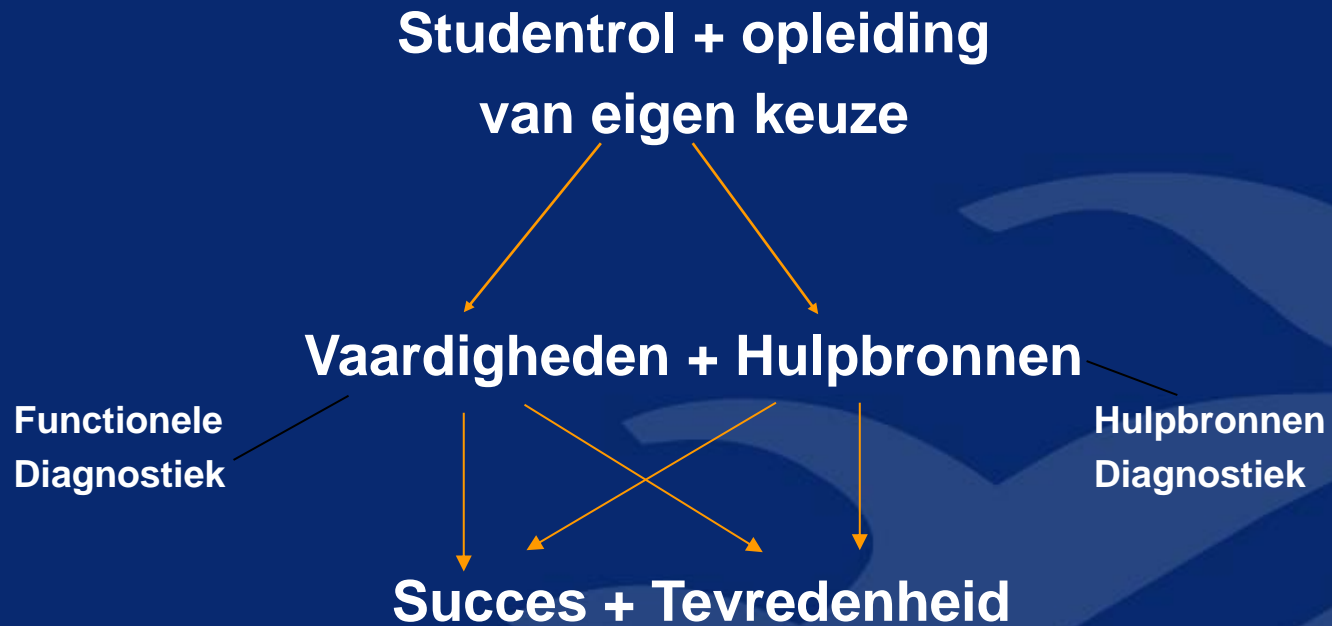 Studentrol + opleiding
van eigen keuze
Vaardigheden + Hulpbronnen
Functionele
Diagnostiek
Hulpbronnen
Diagnostiek
Succes + Tevredenheid